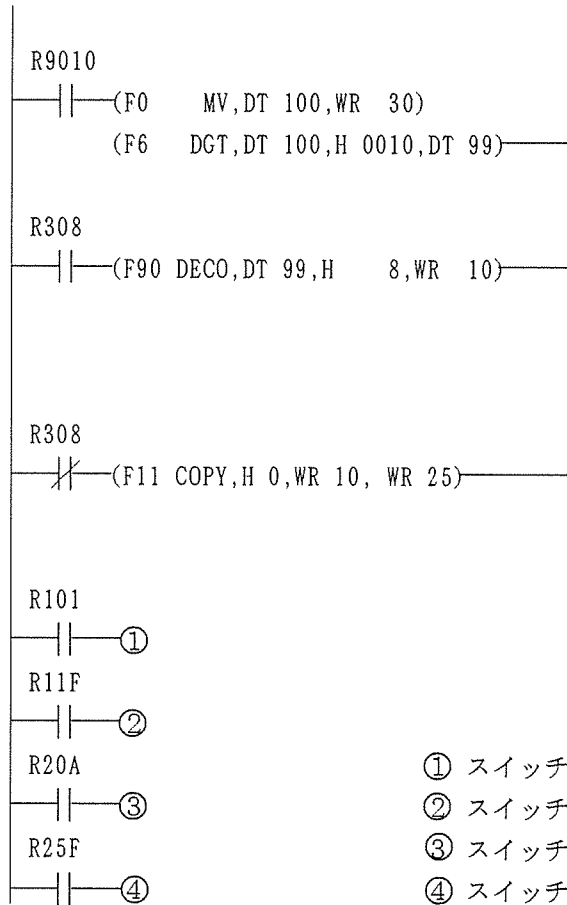 R9010
(F0 MV,DT 100,WR 30)
(F6 DGT,DT 100,H 0010,DT 99)
R308
(F90 DECO,DT 99,H 8,WR 10)
R308
(F11 COPY,H 0,WR 10, WR 25)
R101
①
R11F
②
R20A
① スイッチ
③
② スイッチ
R25F
③ スイッチ
④
④ スイッチ